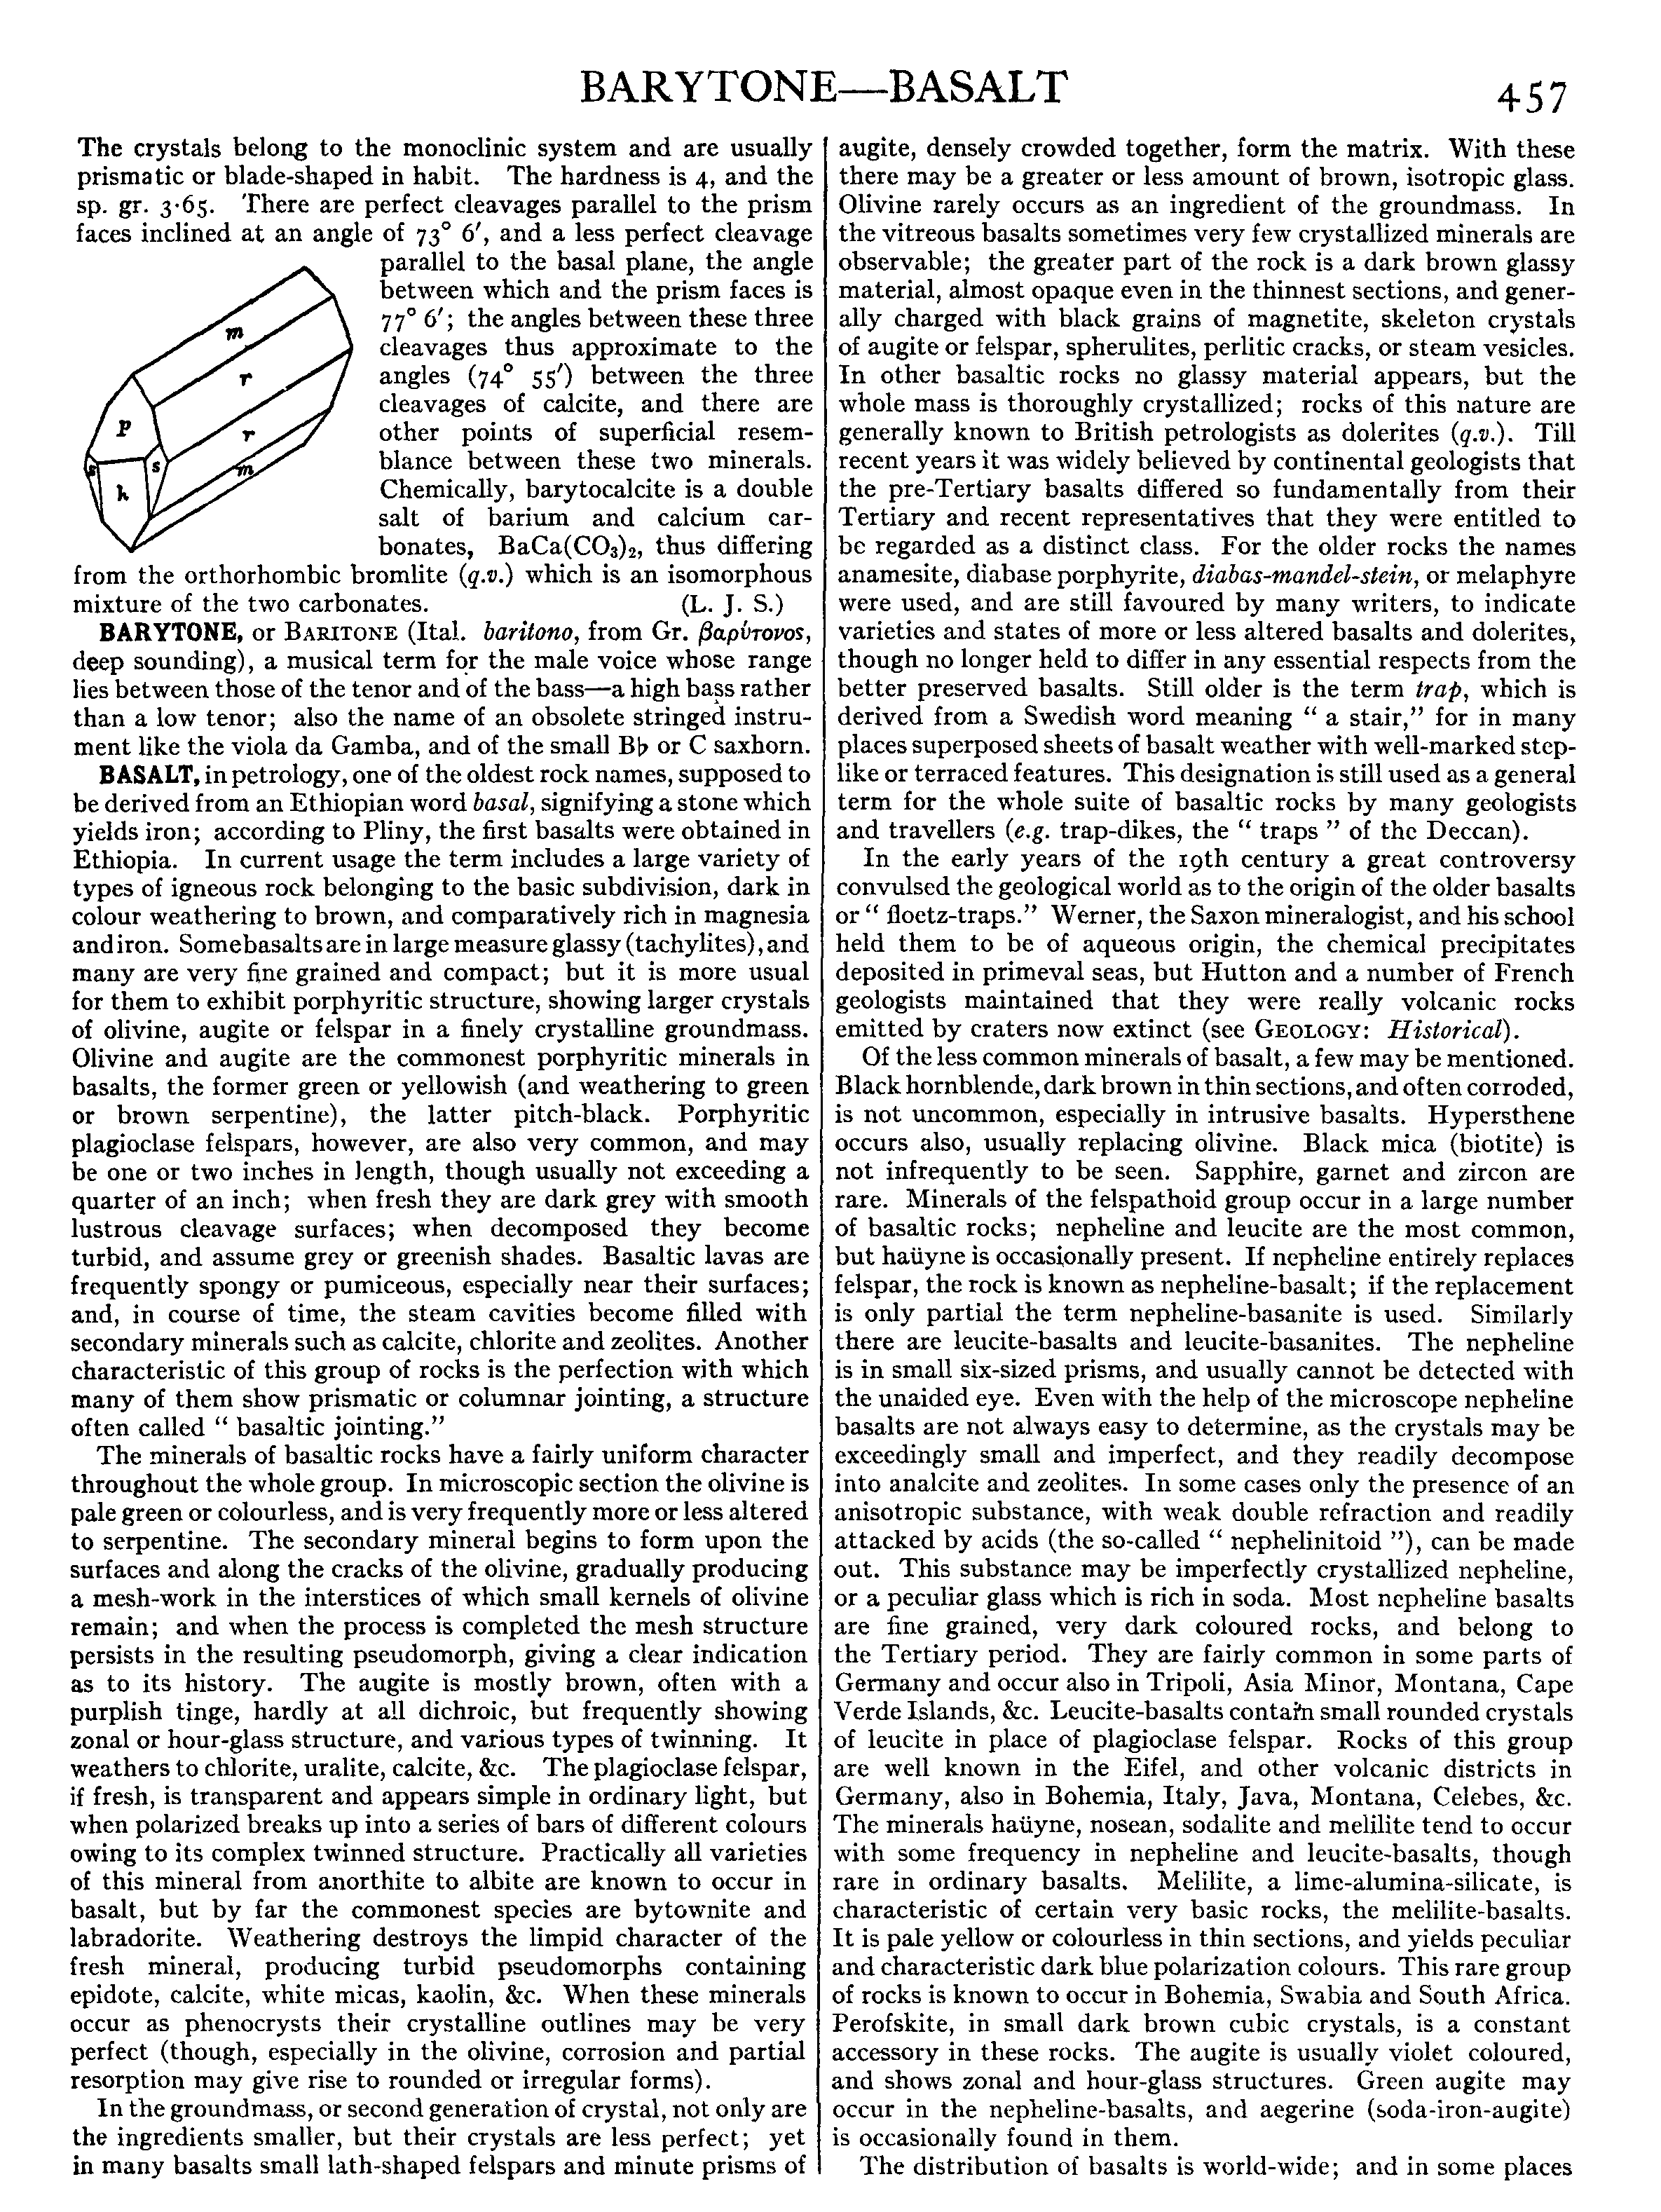 BARYTONE—BASALT
457
The crystals belong to the monoclinic system and are usually
prismatic or blade-shaped in habit. The hardness is 4, and the
sp. gr. 3·65. There are perfect cleavages parallel to the prism
faces inclined at an angle of 73° 6′, and a less perfect cleavage
parallel to the basal plane, the angle
between which and the prism faces is
77° 6′; the angles between these three
cleavages thus approximate to the
angles (74° 55′) between the three
cleavages of calcite, and there are
other points of superficial resem-
blance between these two minerals.
Chemically, barytocalcite is a double
salt of barium and calcium car-
bonates, BaCa(CO₃)₂, thus differing
m
r
p
r
s
s
m
h
from the orthorhombic bromlite (q.v.) which is an isomorphous
mixture of the two carbonates. (L. J. S.)
BARYTONE, or BARITONE (Ital. baritono, from Gr. βαρύτονος,
deep sounding), a musical term for the male voice whose range
lies between those of the tenor and of the bass—a high bass rather
than a low tenor; also the name of an obsolete stringed instru-
ment like the viola da Gamba, and of the small B♭ or C saxhorn.
BASALT, in petrology, one of the oldest rock names, supposed to
be derived from an Ethiopian word basal, signifying a stone which
yields iron; according to Pliny, the first basalts were obtained in
Ethiopia. In current usage the term includes a large variety of
types of igneous rock belonging to the basic subdivision, dark in
colour weathering to brown, and comparatively rich in magnesia
and iron. Some basalts are in large measure glassy (tachylites), and
many are very fine grained and compact; but it is more usual
for them to exhibit porphyritic structure, showing larger crystals
of olivine, augite or felspar in a finely crystalline groundmass.
Olivine and augite are the commonest porphyritic minerals in
basalts, the former green or yellowish (and weathering to green
or brown serpentine), the latter pitch-black. Porphyritic
plagioclase felspars, however, are also very common, and may
be one or two inches in length, though usually not exceeding a
quarter of an inch; when fresh they are dark grey with smooth
lustrous cleavage surfaces; when decomposed they become
turbid, and assume grey or greenish shades. Basaltic lavas are
frequently spongy or pumiceous, especially near their surfaces;
and, in course of time, the steam cavities become filled with
secondary minerals such as calcite, chlorite and zeolites. Another
characteristic of this group of rocks is the perfection with which
many of them show prismatic or columnar jointing, a structure
often called “ basaltic jointing.”
The minerals of basaltic rocks have a fairly uniform character
throughout the whole group. In microscopic section the olivine is
pale green or colourless, and is very frequently more or less altered
to serpentine. The secondary mineral begins to form upon the
surfaces and along the cracks of the olivine, gradually producing
a mesh-work in the interstices of which small kernels of olivine
remain; and when the process is completed the mesh structure
persists in the resulting pseudomorph, giving a clear indication
as to its history. The augite is mostly brown, often with a
purplish tinge, hardly at all dichroic, but frequently showing
zonal or hour-glass structure, and various types of twinning. It
weathers to chlorite, uralite, calcite, &c. The plagioclase felspar,
if fresh, is transparent and appears simple in ordinary light, but
when polarized breaks up into a series of bars of different colours
owing to its complex twinned structure. Practically all varieties
of this mineral from anorthite to albite are known to occur in
basalt, but by far the commonest species are bytownite and
labradorite. Weathering destroys the limpid character of the
fresh mineral, producing turbid pseudomorphs containing
epidote, calcite, white micas, kaolin, &c. When these minerals
occur as phenocrysts their crystalline outlines may be very
perfect (though, especially in the olivine, corrosion and partial
resorption may give rise to rounded or irregular forms).
In the groundmass, or second generation of crystal, not only are
the ingredients smaller, but their crystals are less perfect; yet
in many basalts small lath-shaped felspars and minute prisms of
augite, densely crowded together, form the matrix. With these
there may be a greater or less amount of brown, isotropic glass.
Olivine rarely occurs as an ingredient of the groundmass. In
the vitreous basalts sometimes very few crystallized minerals are
observable; the greater part of the rock is a dark brown glassy
material, almost opaque even in the thinnest sections, and gener-
ally charged with black grains of magnetite, skeleton crystals
of augite or felspar, spherulites, perlitic cracks, or steam vesicles.
In other basaltic rocks no glassy material appears, but the
whole mass is thoroughly crystallized; rocks of this nature are
generally known to British petrologists as dolerites (q.v.). Till
recent years it was widely believed by continental geologists that
the pre-Tertiary basalts differed so fundamentally from their
Tertiary and recent representatives that they were entitled to
be regarded as a distinct class. For the older rocks the names
anamesite, diabase porphyrite, diabas-mandel-stein, or melaphyre
were used, and are still favoured by many writers, to indicate
varieties and states of more or less altered basalts and dolerites,
though no longer held to differ in any essential respects from the
better preserved basalts. Still older is the term trap, which is
derived from a Swedish word meaning “ a stair,” for in many
places superposed sheets of basalt weather with well-marked step-
like or terraced features. This designation is still used as a general
term for the whole suite of basaltic rocks by many geologists
and travellers (e.g. trap-dikes, the “ traps ” of the Deccan).
In the early years of the 19th century a great controversy
convulsed the geological world as to the origin of the older basalts
or “ floetz-traps.” Werner, the Saxon mineralogist, and his school
held them to be of aqueous origin, the chemical precipitates
deposited in primeval seas, but Hutton and a number of French
geologists maintained that they were really volcanic rocks
emitted by craters now extinct (see GEOLOGY: Historical).
Of the less common minerals of basalt, a few may be mentioned.
Black hornblende, dark brown in thin sections, and often corroded,
is not uncommon, especially in intrusive basalts. Hypersthene
occurs also, usually replacing olivine. Black mica (biotite) is
not infrequently to be seen. Sapphire, garnet and zircon are
rare. Minerals of the felspathoid group occur in a large number
of basaltic rocks; nepheline and leucite are the most common,
but haüyne is occasionally present. If nepheline entirely replaces
felspar, the rock is known as nepheline-basalt; if the replacement
is only partial the term nepheline-basanite is used. Similarly
there are leucite-basalts and leucite-basanites. The nepheline
is in small six-sized prisms, and usually cannot be detected with
the unaided eye. Even with the help of the microscope nepheline
basalts are not always easy to determine, as the crystals may be
exceedingly small and imperfect, and they readily decompose
into analcite and zeolites. In some cases only the presence of an
anisotropic substance, with weak double refraction and readily
attacked by acids (the so-called “ nephelinitoid ”), can be made
out. This substance may be imperfectly crystallized nepheline,
or a peculiar glass which is rich in soda. Most nepheline basalts
are fine grained, very dark coloured rocks, and belong to
the Tertiary period. They are fairly common in some parts of
Germany and occur also in Tripoli, Asia Minor, Montana, Cape
Verde Islands, &c. Leucite-basalts contain small rounded crystals
of leucite in place of plagioclase felspar. Rocks of this group
are well known in the Eifel, and other volcanic districts in
Germany, also in Bohemia, Italy, Java, Montana, Celebes, &c.
The minerals haüyne, nosean, sodalite and melilite tend to occur
with some frequency in nepheline and leucite-basalts, though
rare in ordinary basalts. Melilite, a lime-alumina-silicate, is
characteristic of certain very basic rocks, the melilite-basalts.
It is pale yellow or colourless in thin sections, and yields peculiar
and characteristic dark blue polarization colours. This rare group
of rocks is known to occur in Bohemia, Swabia and South Africa.
Perofskite, in small dark brown cubic crystals, is a constant
accessory in these rocks. The augite is usually violet coloured,
and shows zonal and hour-glass structures. Green augite may
occur in the nepheline-basalts, and aegerine (soda-iron-augite)
is occasionally found in them.
The distribution of basalts is world-wide; and in some places